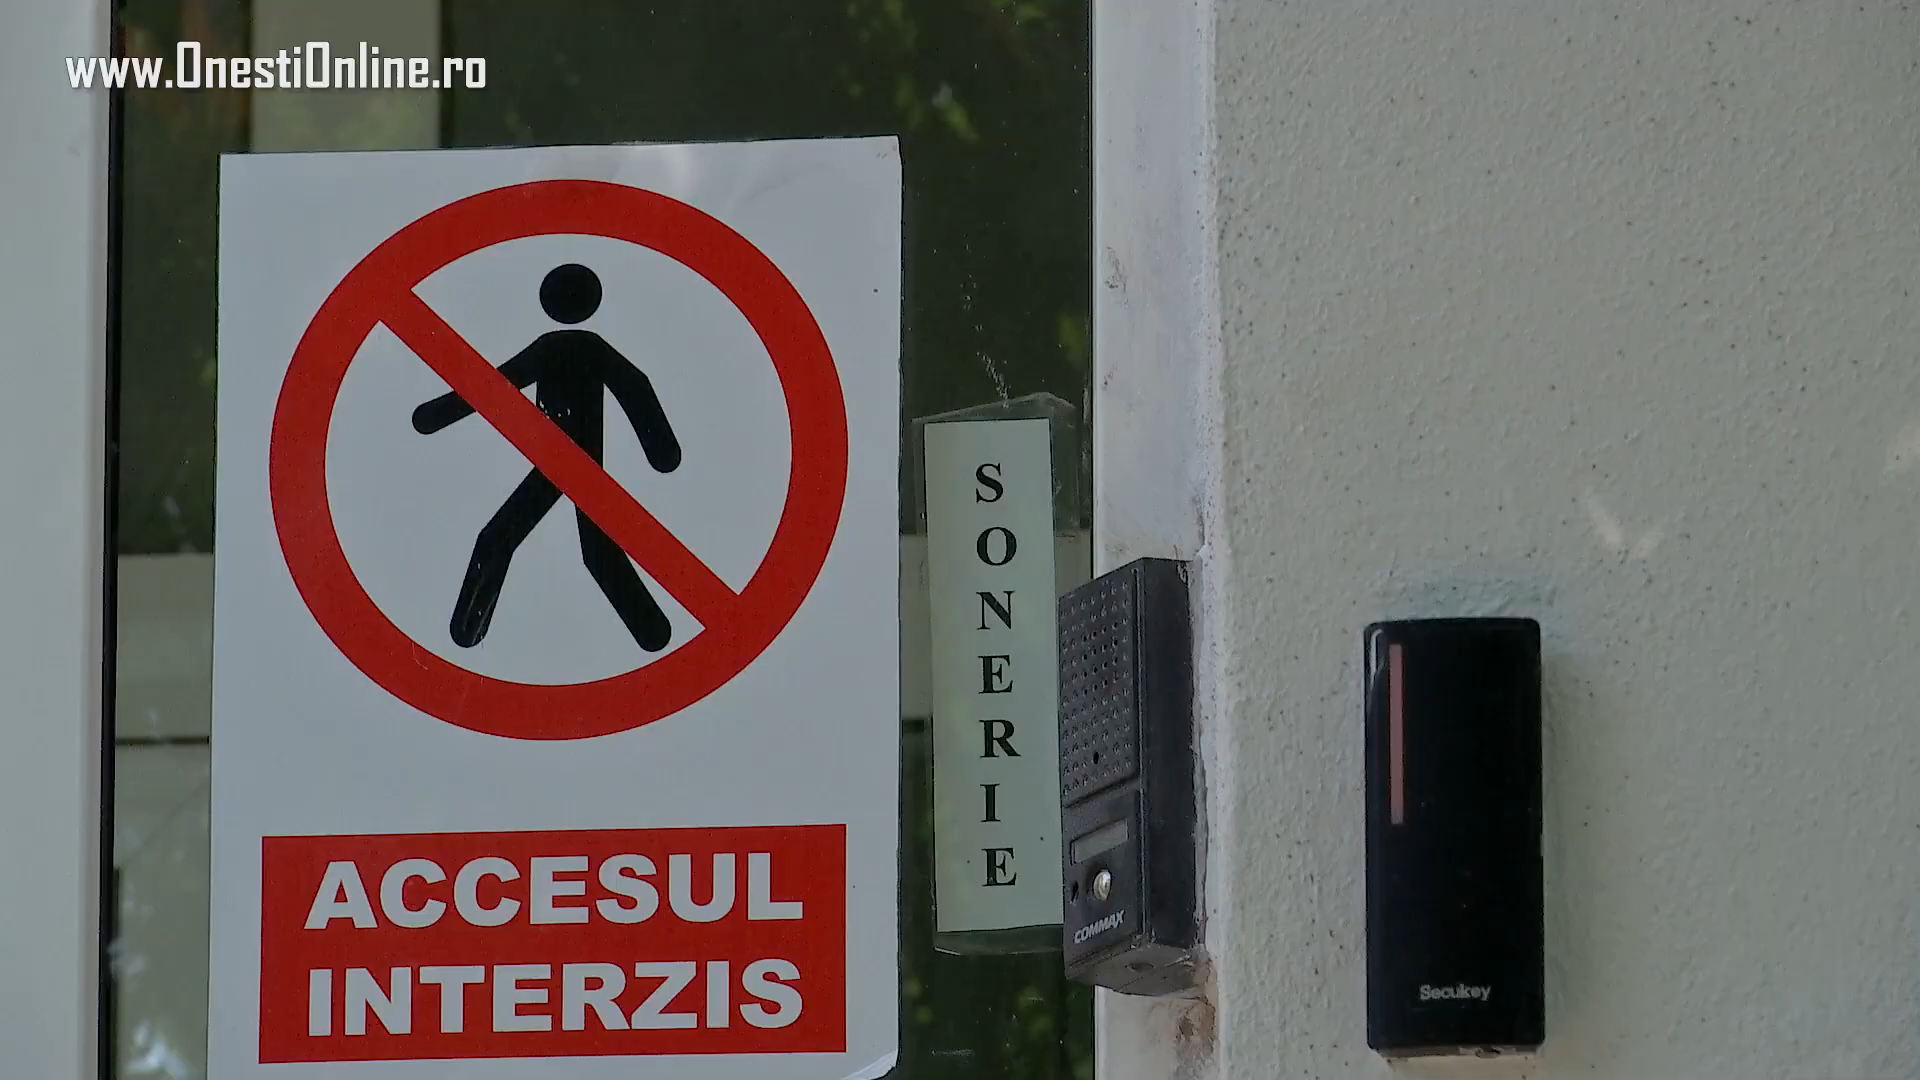 www.OnestiOnline.ro
ACCESUL
INTERZIS
SONERIE
COMMAX
Secukey